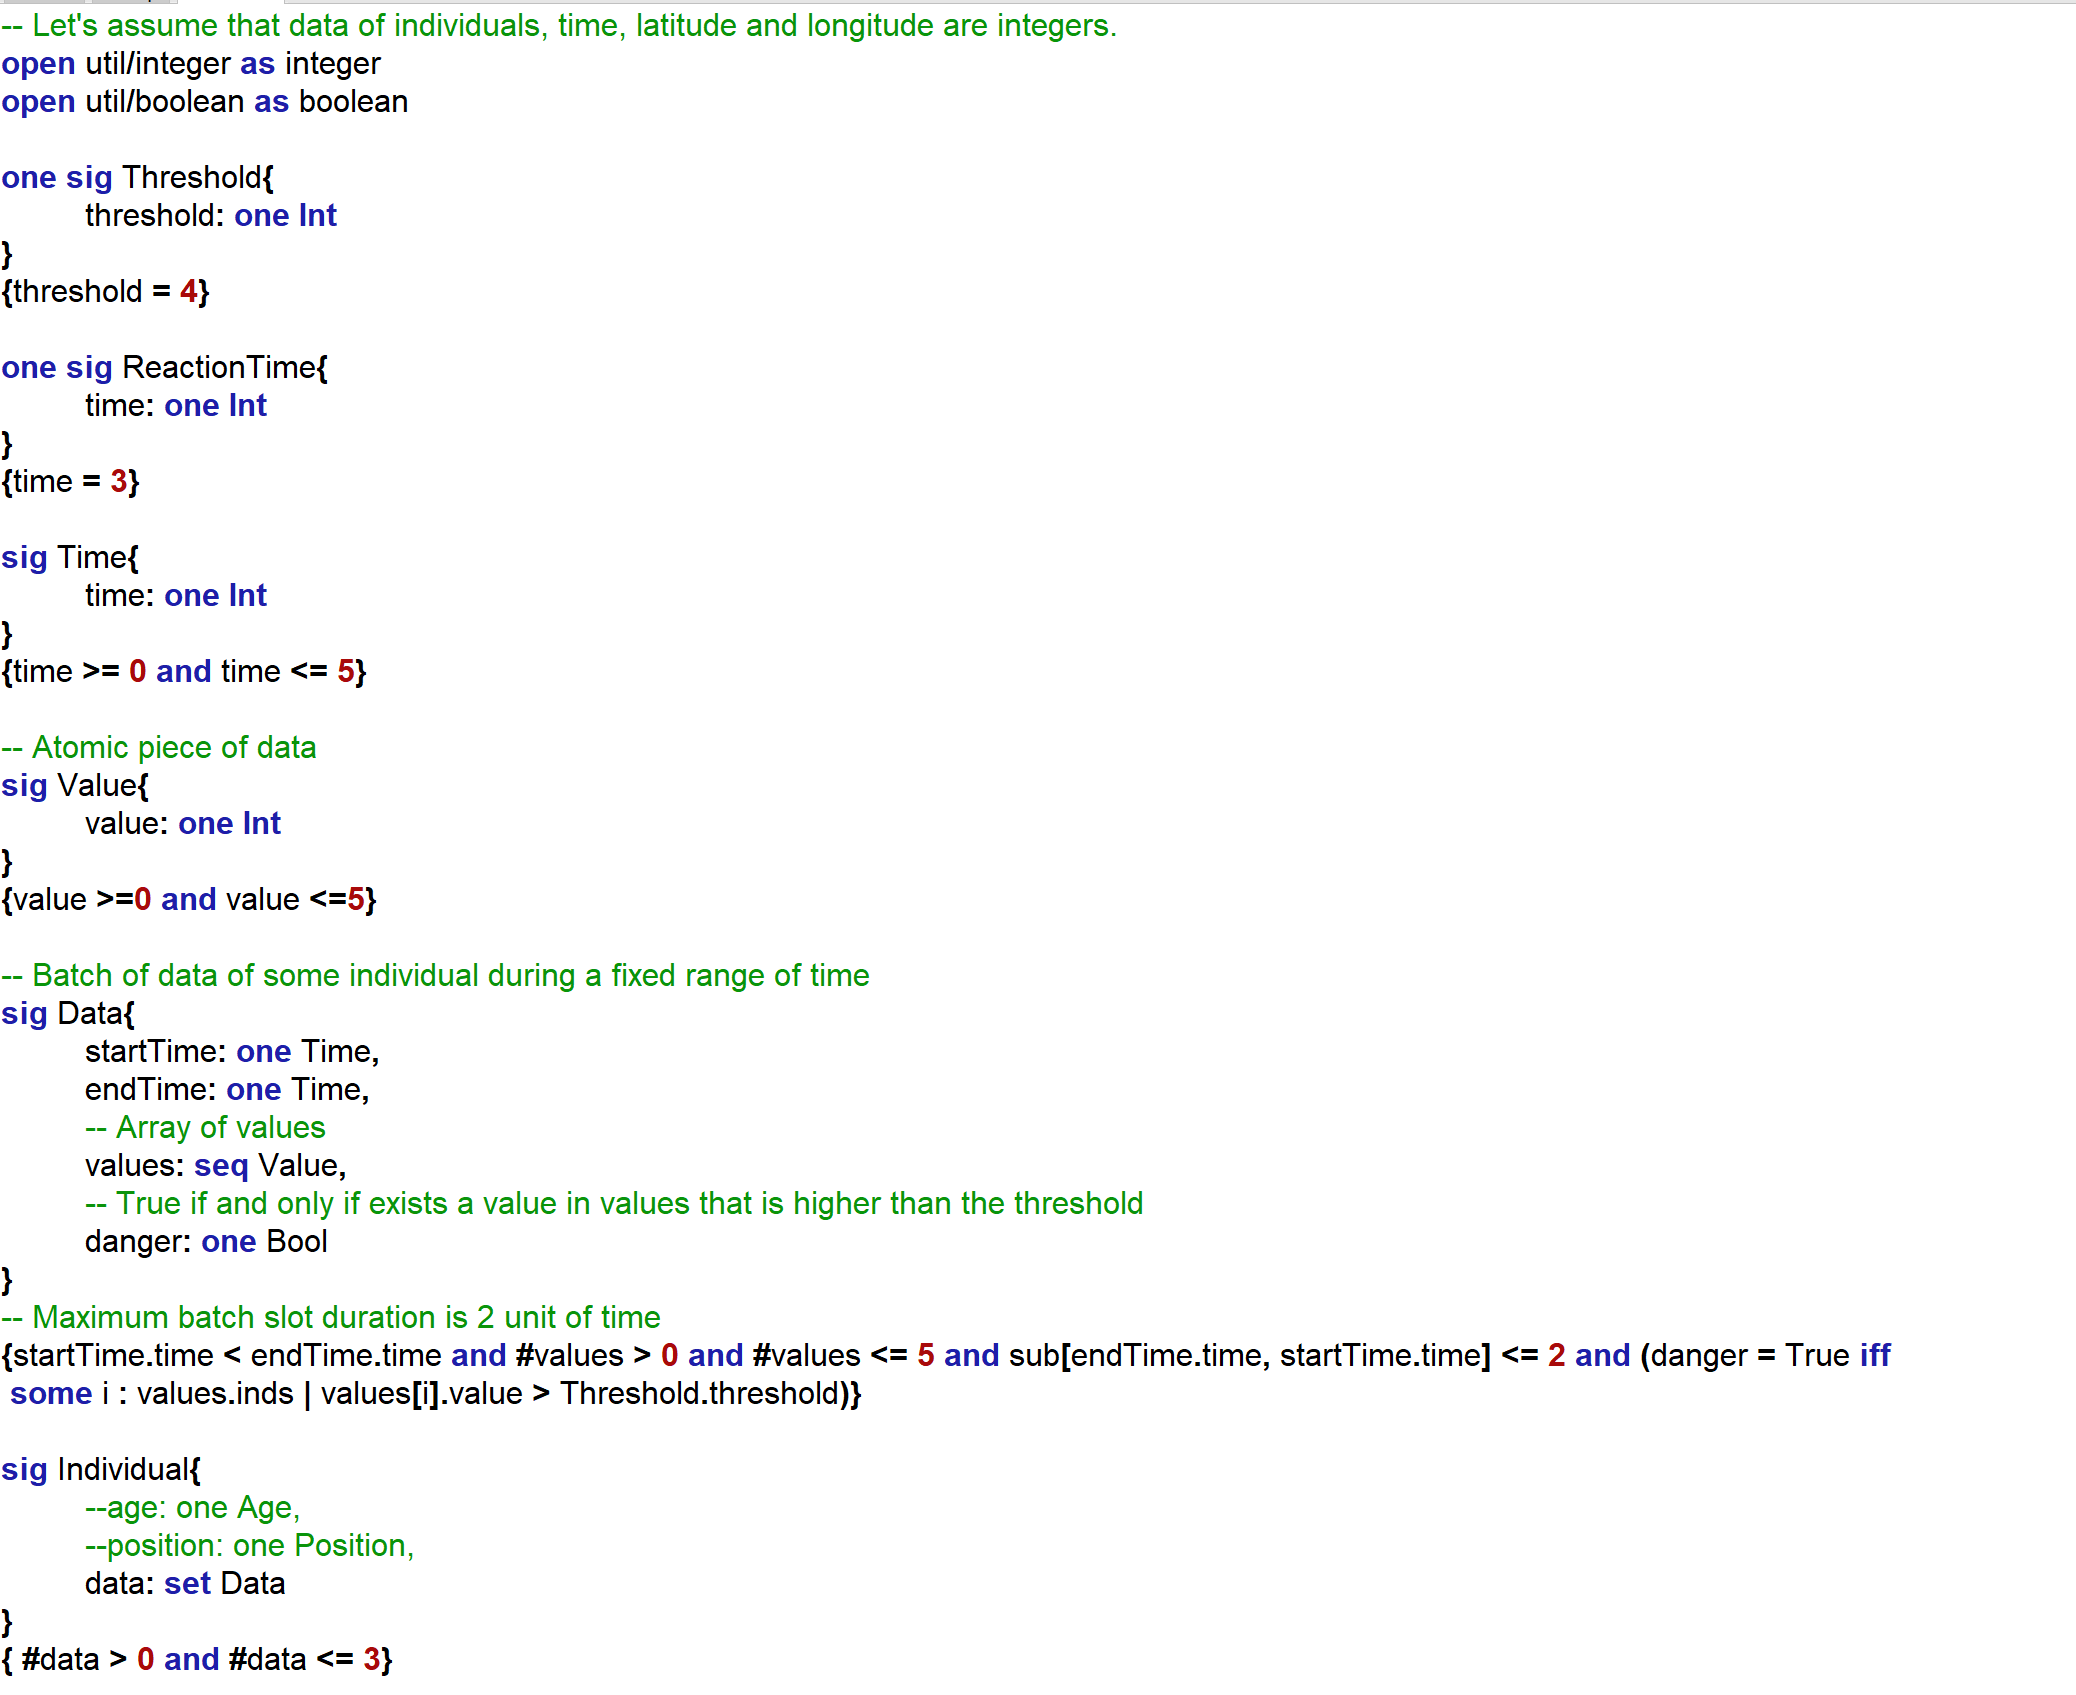 -- Let's assume that data of individuals, time, latitude and longitude are integers.
open util/integer as integer
open util/boolean as boolean

one sig Threshold{
	threshold: one Int
}
{threshold = 4}

one sig ReactionTime{
	time: one Int
}
{time = 3}

sig Time{
	time: one Int
}
{time >= 0 and time <= 5}

-- Atomic piece of data
sig Value{
	value: one Int
}
{value >=0 and value <=5}

-- Batch of data of some individual during a fixed range of time
sig Data{
	startTime: one Time,
	endTime: one Time,
	-- Array of values
	values: seq Value,
	-- True if and only if exists a value in values that is higher than the threshold
	danger: one Bool
}
-- Maximum batch slot duration is 2 unit of time
{startTime.time < endTime.time and #values > 0 and #values <= 5 and sub[endTime.time, startTime.time] <= 2 and (danger = True iff
 some i : values.inds | values[i].value > Threshold.threshold)}

sig Individual{
	--age: one Age,
	--position: one Position,
	data: set Data
}
{ #data > 0 and #data <= 3}